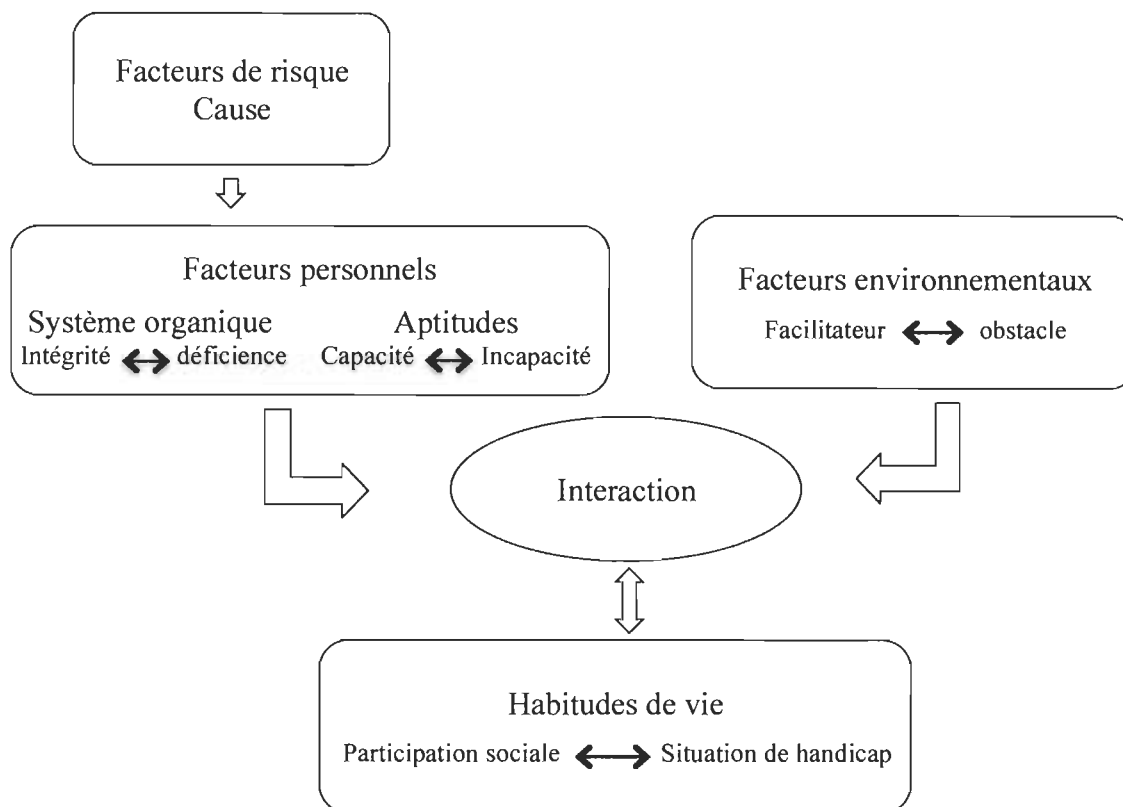 Facteurs de risque
Cause
Facteurs personnels
Système organique
Intégrité ↔ déficience
Aptitudes
Capacité ↔ Incapacité
Facteurs environnementaux
Facilitateur ↔ obstacle
Interaction
Habitudes de vie
Participation sociale ↔ Situation de handicap